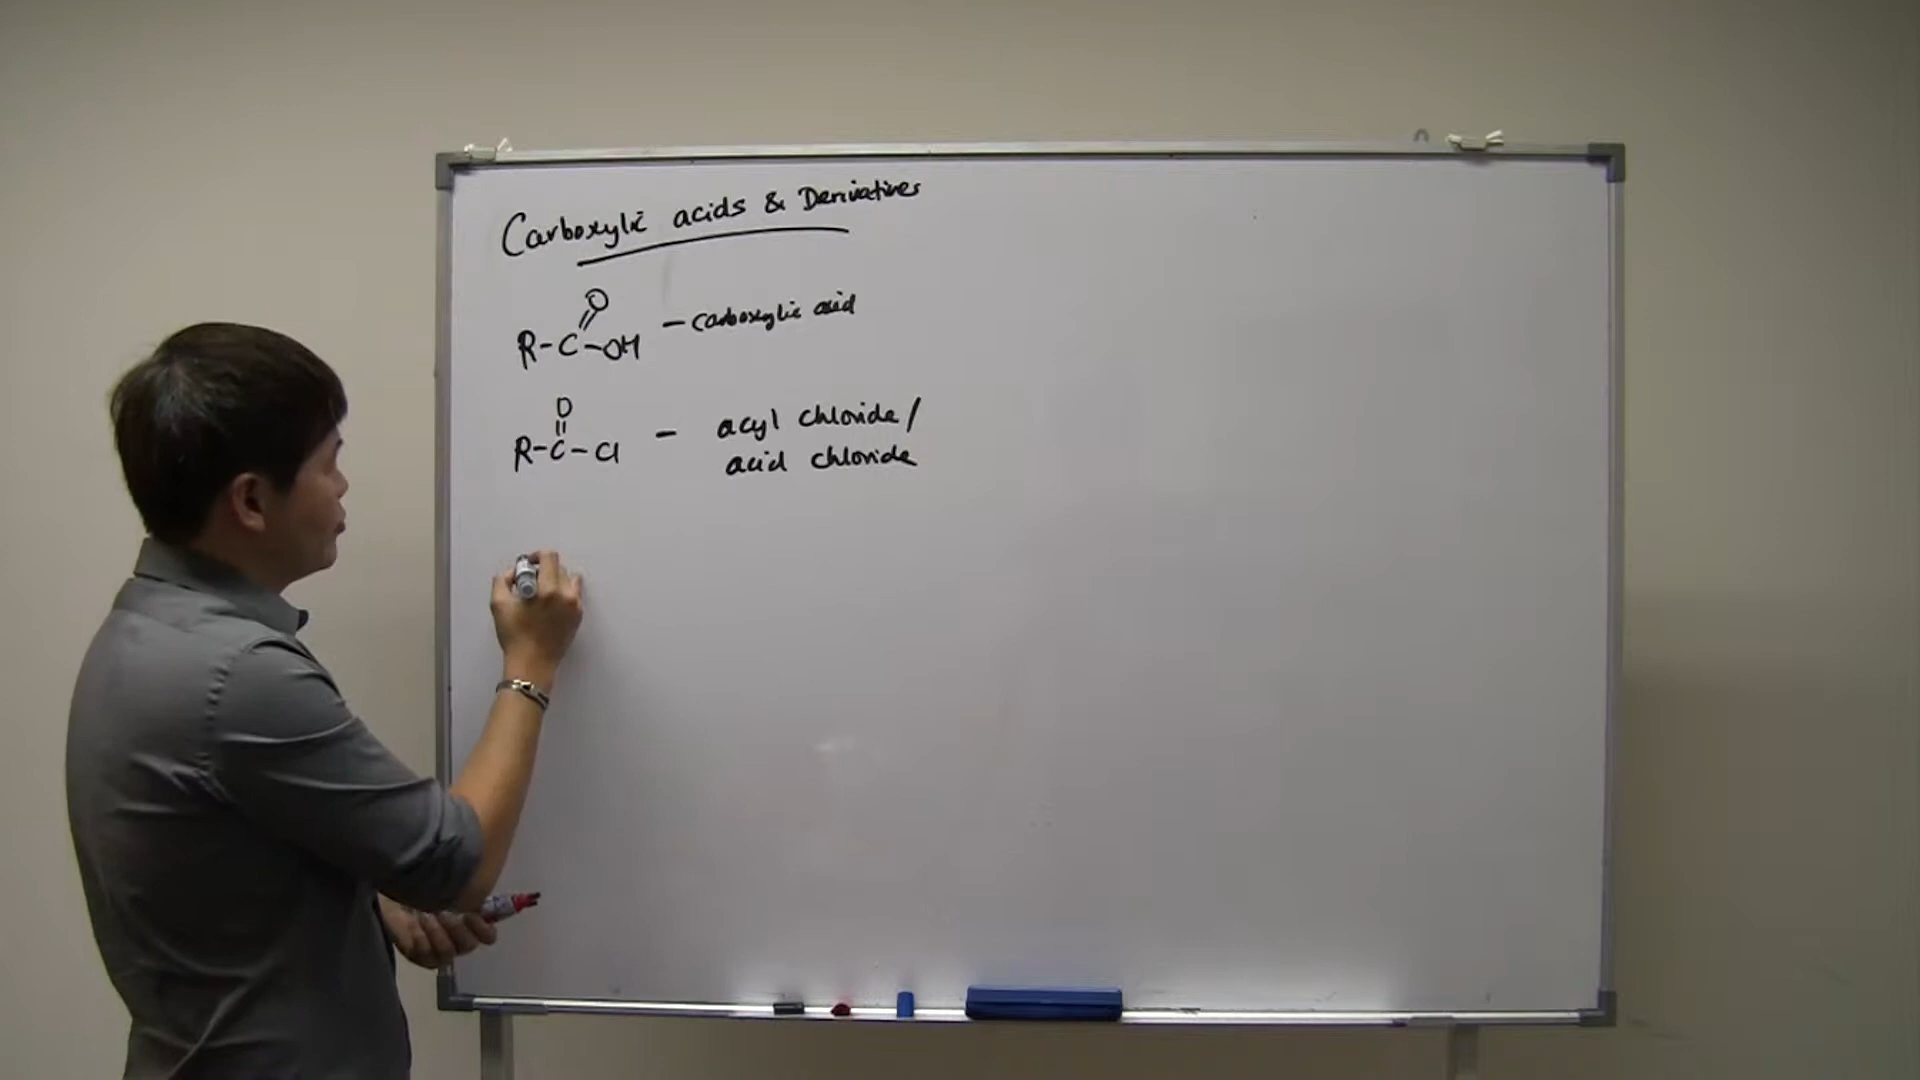 Carboxylic acids & Derivatives
O
R-C-OH - carboxylic acid
O
R-C-Cl - acyl chloride/
acid chloride